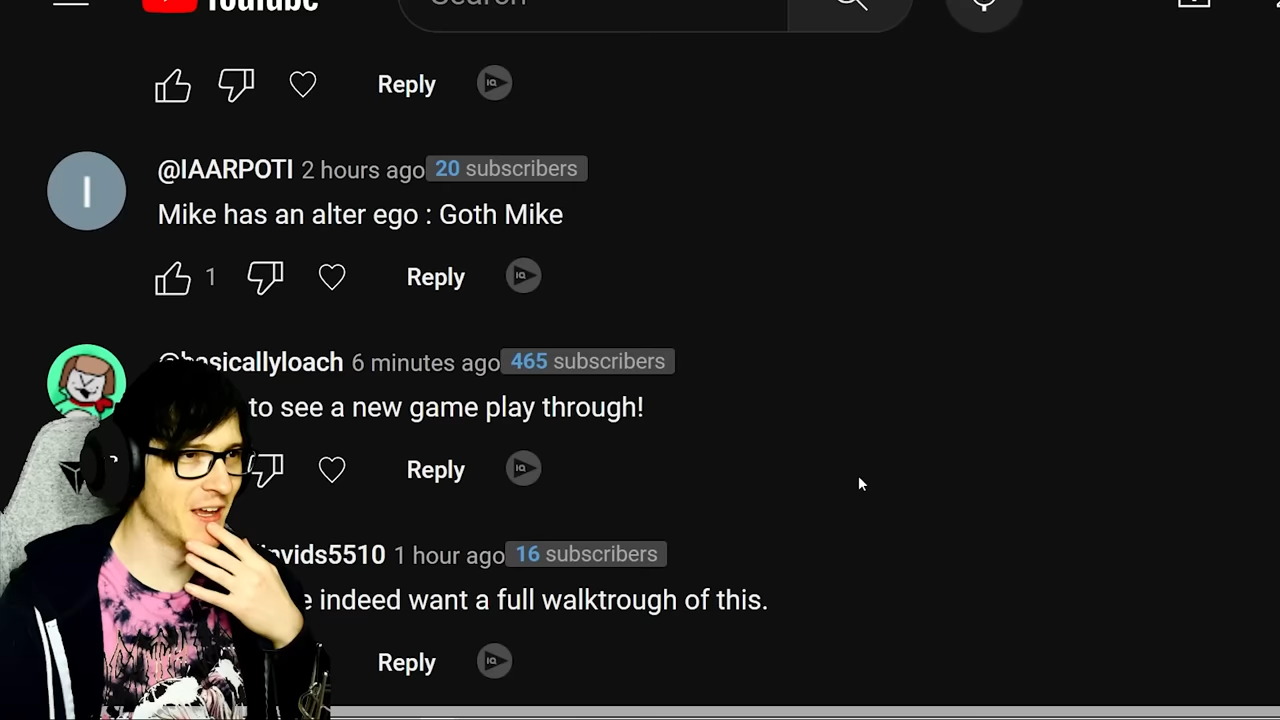 YouTube
Search
Reply
@IAARPOTI 2 hours ago 20 subscribers
Mike has an alter ego : Goth Mike
1 Reply
@basicallyloach 6 minutes ago 465 subscribers
to see a new game play through!
Reply
vids5510 1 hour ago 16 subscribers
indeed want a full walktrough of this.
Reply